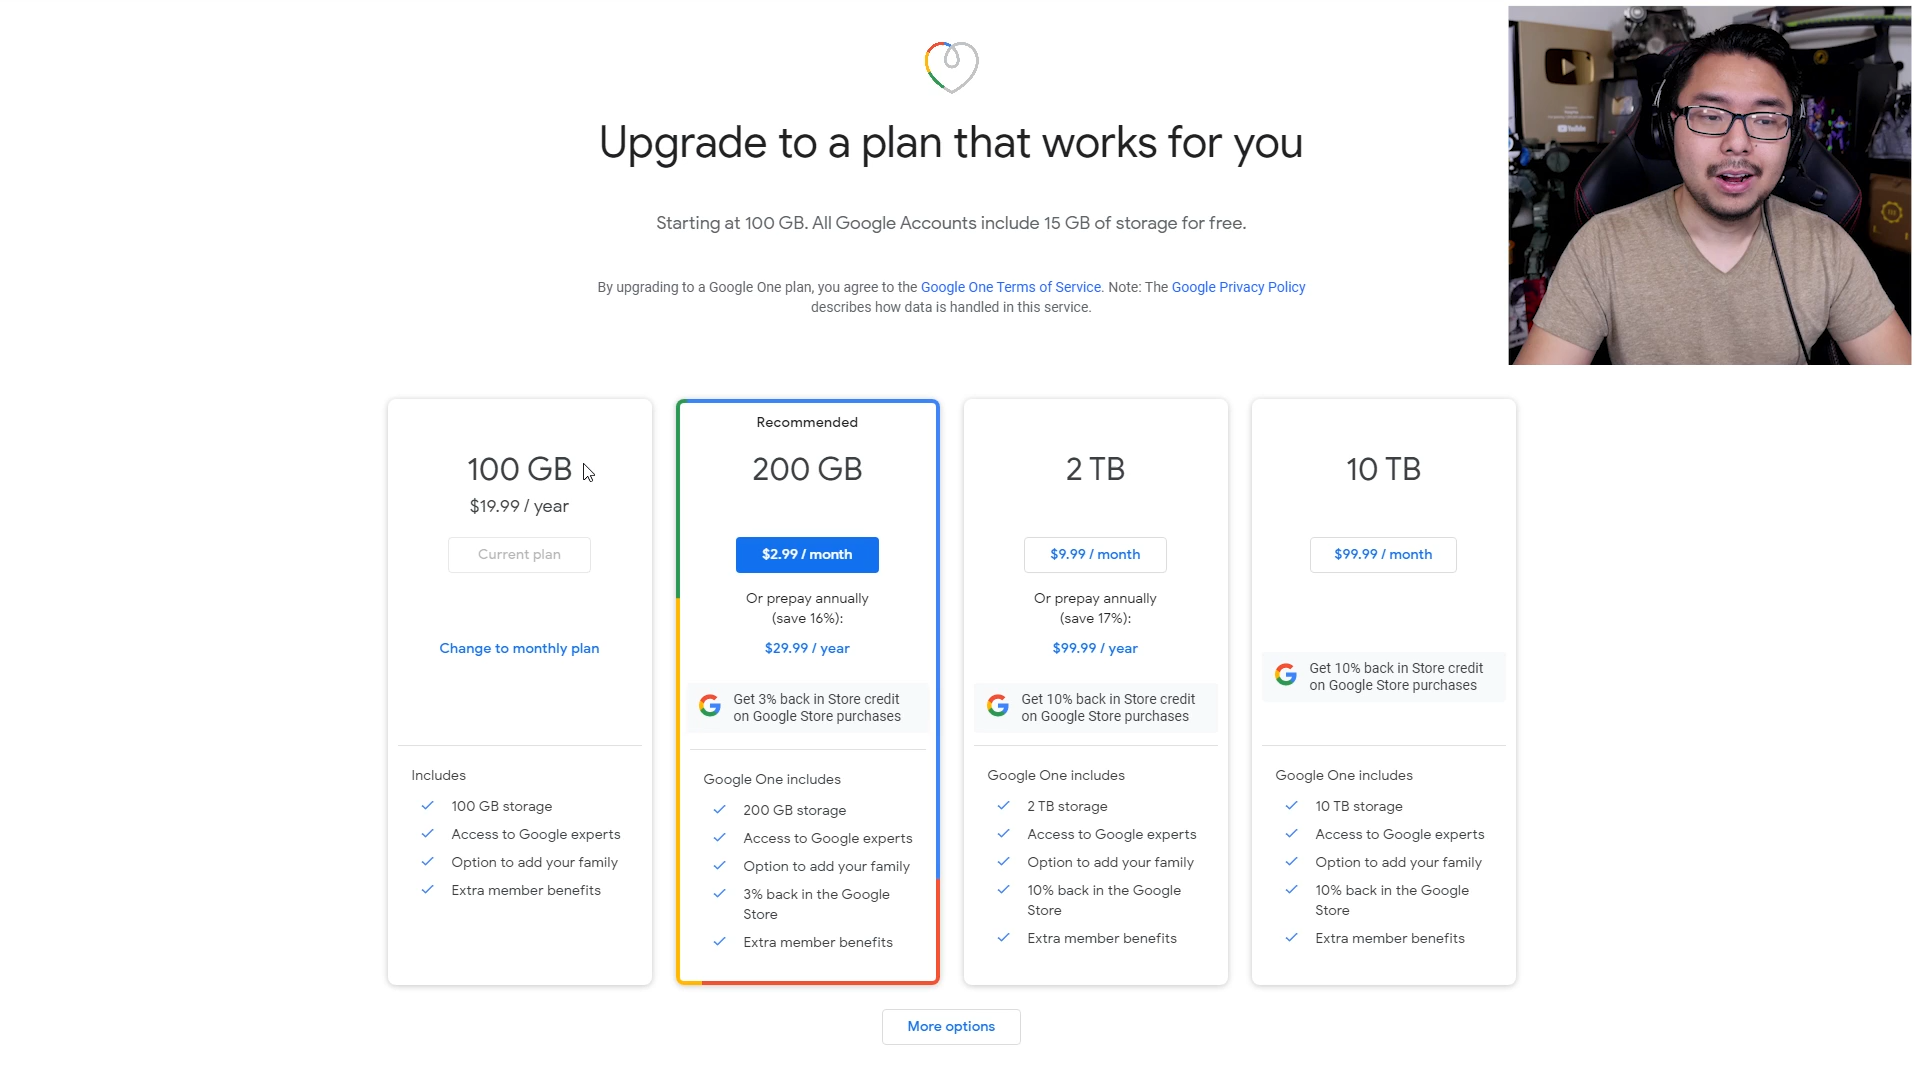 Upgrade to a plan that works for you
Starting at 100 GB. All Google Accounts include 15 GB of storage for free.
By upgrading to a Google One plan, you agree to the Google One Terms of Service. Note: The Google Privacy Policy
describes how data is handled in this service.
100 GB
$19.99 / year
Current plan
Change to monthly plan
Includes
100 GB storage
Access to Google experts
Option to add your family
Extra member benefits
Recommended
200 GB
$2.99 / month
Or prepay annually
(save 16%):
$29.99 / year
Get 3% back in Store credit
on Google Store purchases
Google One includes
200 GB storage
Access to Google experts
Option to add your family
3% back in the Google
Store
Extra member benefits
2 TB
$9.99 / month
Or prepay annually
(save 17%):
$99.99 / year
Get 10% back in Store credit
on Google Store purchases
Google One includes
2 TB storage
Access to Google experts
Option to add your family
10% back in the Google
Store
Extra member benefits
10 TB
$99.99 / month
Get 10% back in Store credit
on Google Store purchases
Google One includes
10 TB storage
Access to Google experts
Option to add your family
10% back in the Google
Store
Extra member benefits
More options
YouTube